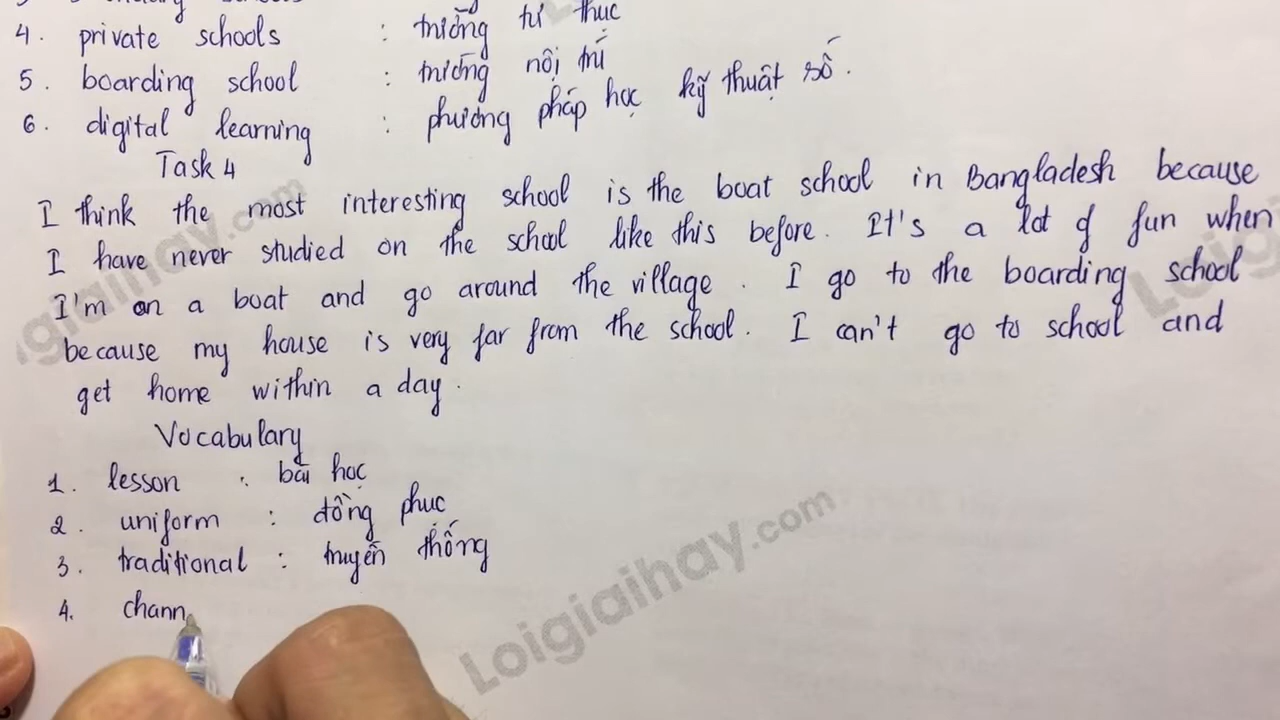 4. private schools : trường tư thục
5. boarding school : trường nội trú
6. digital learning : phương pháp học kỹ thuật số.
Task 4
I think the most interesting school is the boat school in Bangladesh because
I have never studied on the school like this before. It's a lot of fun when
I'm on a boat and go around the village. I go to the boarding school
because my house is very far from the school. I can't go to school and
get home within a day.
Vocabulary
1. lesson : bài học
2. uniform : đồng phục
3. traditional : truyền thống
4. chann
Loigiaihay.com